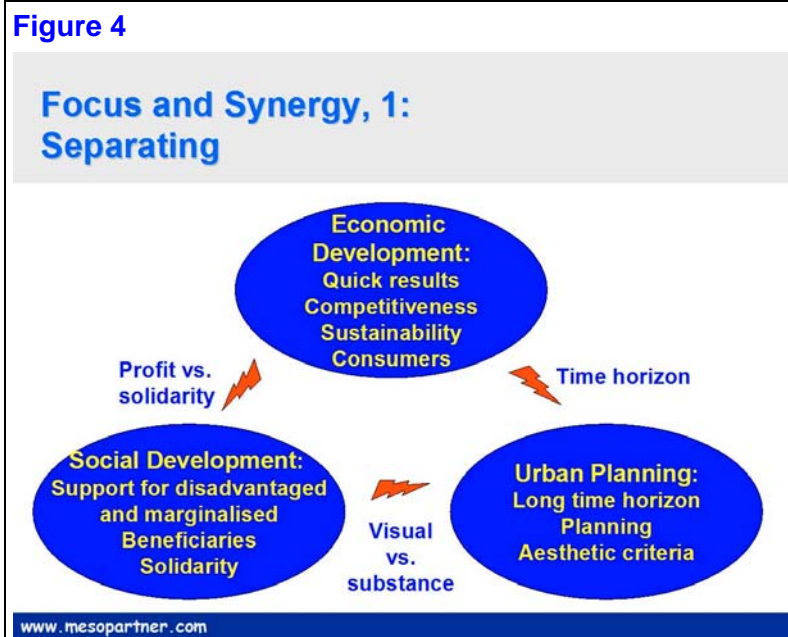 Figure 4
Focus and Synergy, 1:
Separating
Economic
Development:
Quick results
Competitiveness
Sustainability
Consumers
Profit vs.
solidarity
Time horizon
Social Development:
Support for disadvantaged
and marginalised
Beneficiaries
Solidarity
Visual
vs.
substance
Urban Planning:
Long time horizon
Planning
Aesthetic criteria
www.mesopartner.com